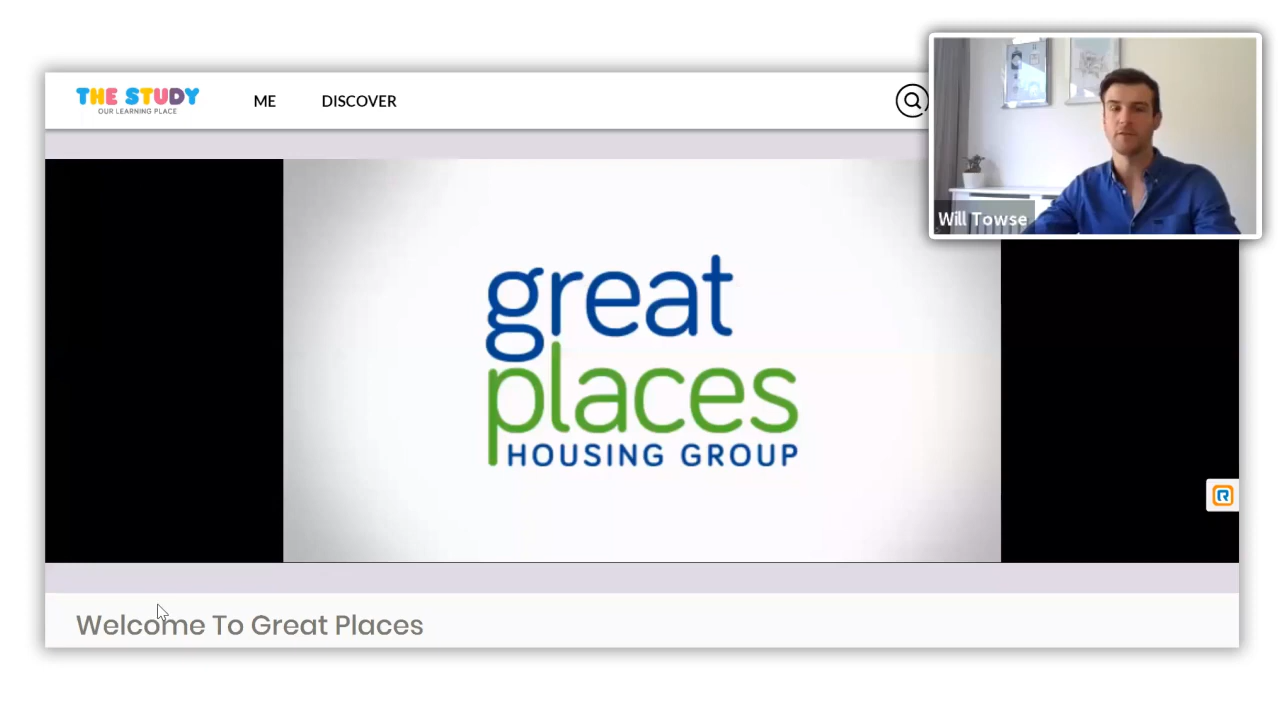 THE STUDY
OUR LEARNING PLACE
ME
DISCOVER
Will Towse
great
places
HOUSING GROUP
R
Welcome To Great Places